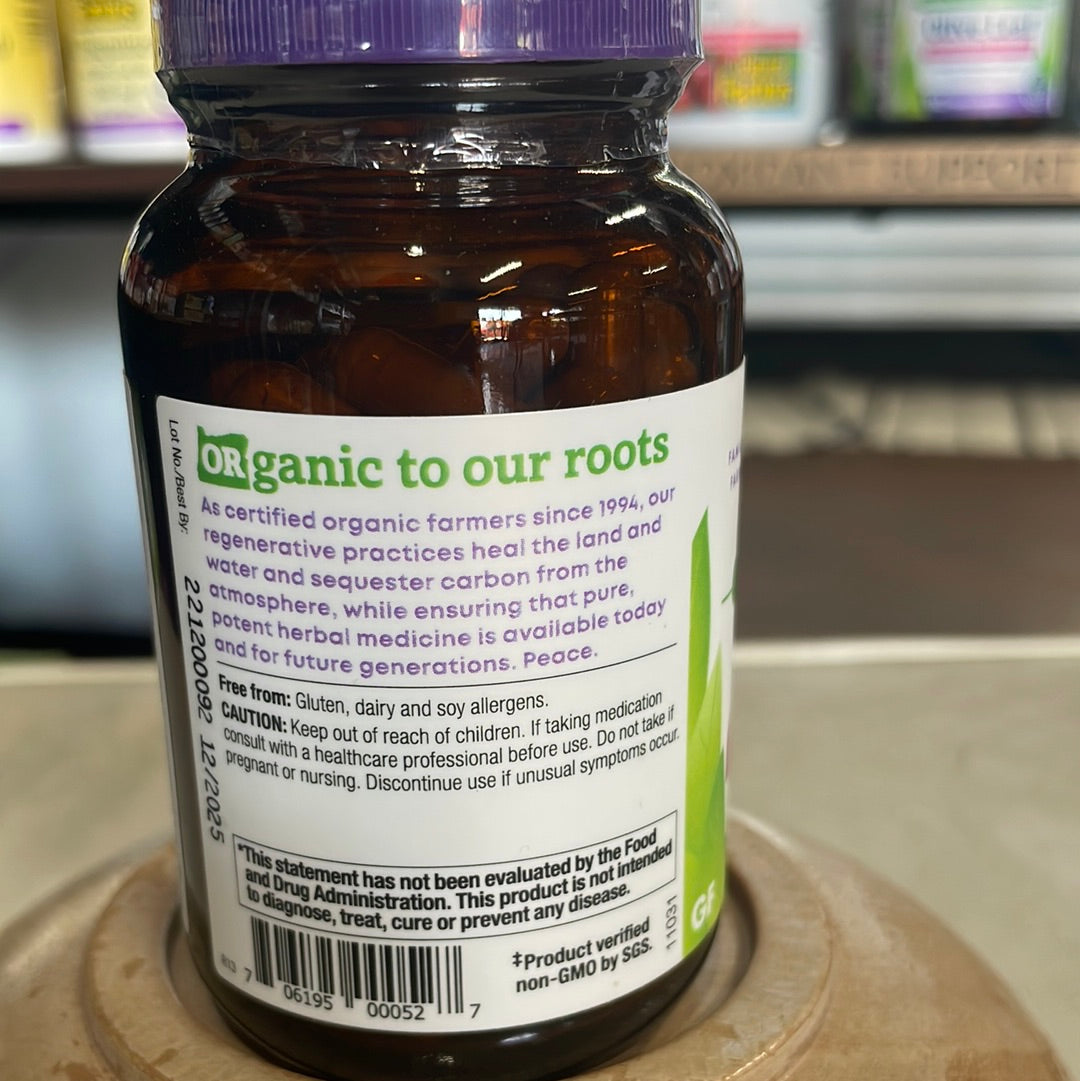 ORganic to our roots
As certified organic farmers since 1994, our
regenerative practices heal the land and
water and sequester carbon from the
atmosphere, while ensuring that pure,
potent herbal medicine is available today
and for future generations. Peace.
Free from: Gluten, dairy and soy allergens.
CAUTION: Keep out of reach of children. If taking medication
consult with a healthcare professional before use. Do not take if
pregnant or nursing. Discontinue use if unusual symptoms occur.
*This statement has not been evaluated by the Food
and Drug Administration. This product is not intended
to diagnose, treat, cure or prevent any disease.
‡Product verified
non-GMO by SGS.
7 06195 00052 7
Lot No./Best By:
221200092 12/2025
11031
GF
SUPPORT